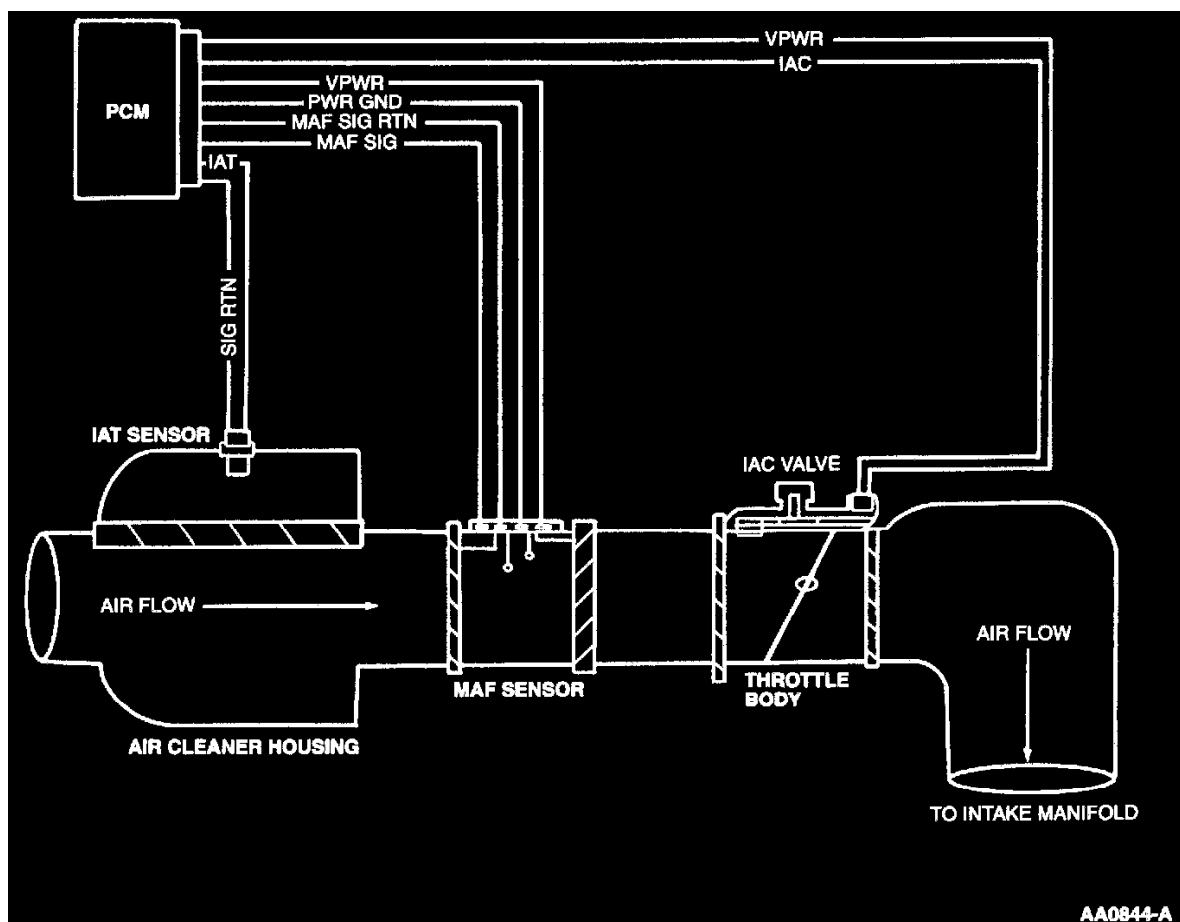 VPWR
IAC
VPWR
PWR GND
MAF SIG RTN
MAF SIG
PCM
IAT
SIG RTN
IAT SENSOR
IAC VALVE
AIR FLOW
AIR FLOW
MAF SENSOR
THROTTLE
BODY
AIR CLEANER HOUSING
TO INTAKE MANIFOLD
AA0844-A